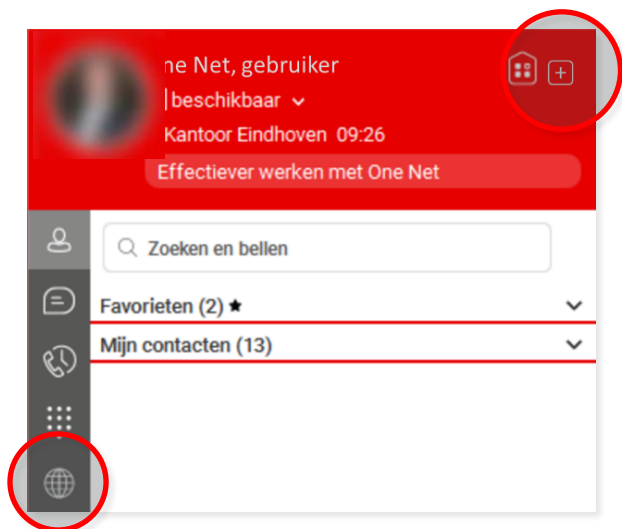 ne Net, gebruiker
beschikbaar
Kantoor Eindhoven 09:26
Effectiever werken met One Net
Zoeken en bellen
Favorieten (2) ★
Mijn contacten (13)